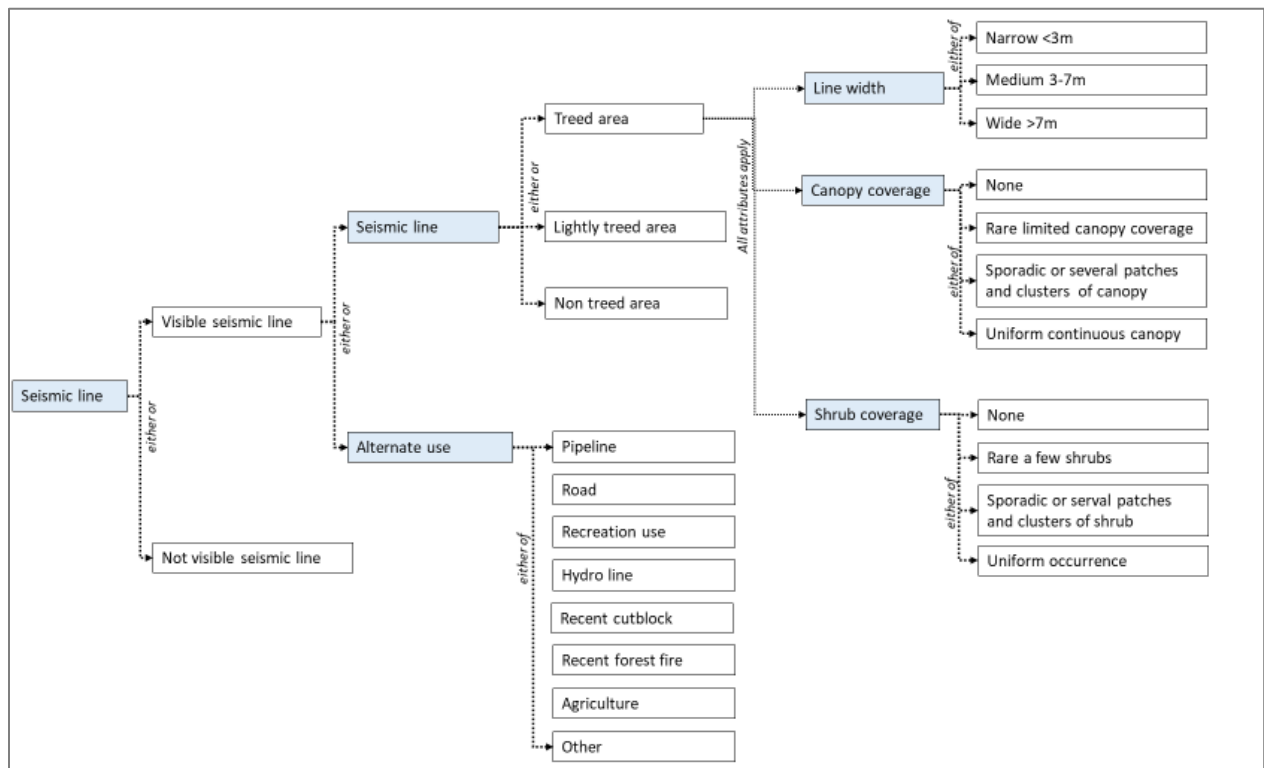 Seismic line
either or
Visible seismic line
Not visible seismic line
either or
Seismic line
Alternate use
either or
Treed area
Lightly treed area
Non treed area
either of
Pipeline
Road
Recreation use
Hydro line
Recent cutblock
Recent forest fire
Agriculture
Other
All attributes apply
Line width
either of
Narrow <3m
Medium 3-7m
Wide >7m
Canopy coverage
either of
None
Rare limited canopy coverage
Sporadic or several patches
and clusters of canopy
Uniform continuous canopy
Shrub coverage
either of
None
Rare a few shrubs
Sporadic or serval patches
and clusters of shrub
Uniform occurrence